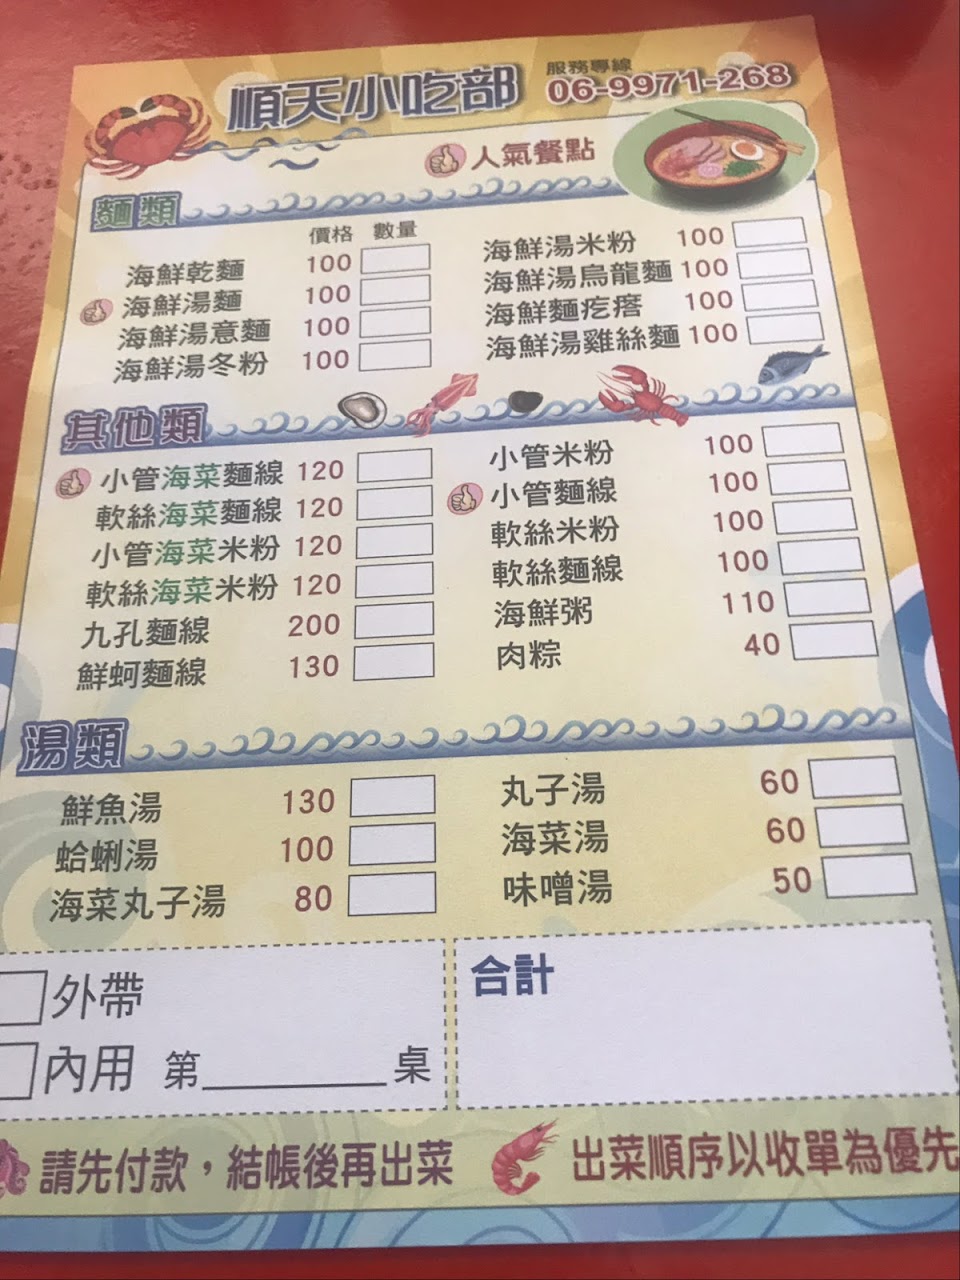 順天小吃部
服務專線
06-9971-268
人氣餐點
麵類
價格 數量
海鮮乾麵 100
海鮮湯麵 100
海鮮湯意麵 100
海鮮湯冬粉 100
海鮮湯米粉 100
海鮮湯烏龍麵 100
海鮮麵疙瘩 100
海鮮湯雞絲麵 100
其他類
小管海菜麵線 120
軟絲海菜麵線 120
小管海菜米粉 120
軟絲海菜米粉 120
九孔麵線 200
鮮蚵麵線 130
小管米粉 100
小管麵線 100
軟絲米粉 100
軟絲麵線 100
海鮮粥 110
肉粽 40
湯類
鮮魚湯 130
蛤蜊湯 100
海菜丸子湯 80
丸子湯 60
海菜湯 60
味噌湯 50
外帶
內用 第________桌
合計
請先付款，結帳後再出菜
出菜順序以收單為優先